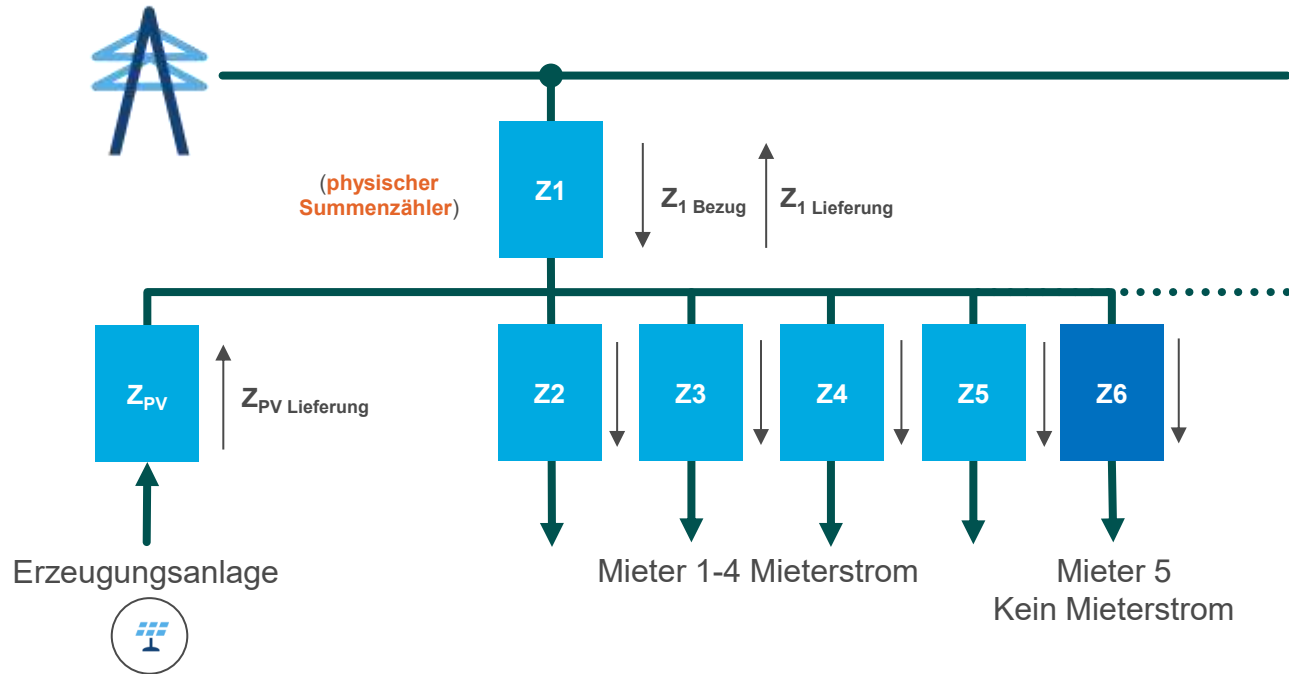 Z1
(physischer
Summenzähler)
Z1 Bezug
Z1 Lieferung
ZPV
ZPV Lieferung
Z2
Z3
Z4
Z5
Z6
Erzeugungsanlage
Mieter 1-4 Mieterstrom
Mieter 5
Kein Mieterstrom